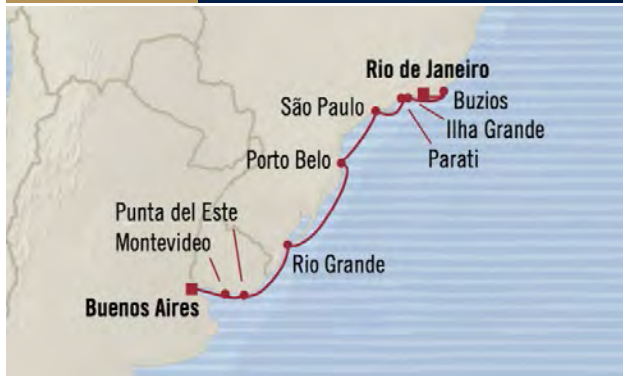 Rio de Janeiro
São Paulo
Buzios
Ilha Grande
Parati
Porto Belo
Punta del Este
Montevideo
Rio Grande
Buenos Aires